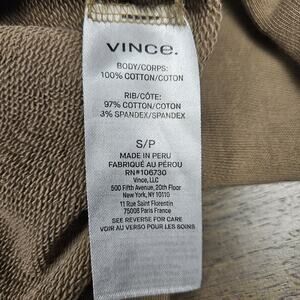 VINCE.
BODY/CORPS:
100% COTTON/COTON
RIB/CÔTE:
97% COTTON/COTON
3% SPANDEX/SPANDEX
S/P
MADE IN PERU
FABRIQUÉ AU PÉROU
RN#106730
Vince, LLC
500 Fifth Avenue, 20th Floor
New York, NY 10110
11 Rue Saint Florentin
75008 Paris France
SEE REVERSE FOR CARE
VOIR AU VERSO POUR LES SOINS